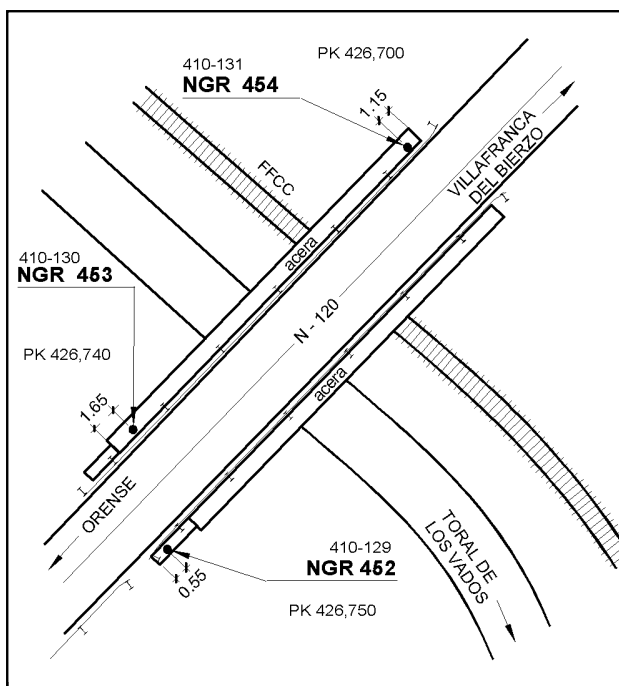 PK 426,700
410-131
NGR 454
1.15
VILLAFRANCA
DEL BIERZO
FFCC
acera
410-130
NGR 453
N - 120
PK 426,740
acera
1.65
ORENSE
TORAL DE
LOS VADOS
410-129
NGR 452
0.55
PK 426,750